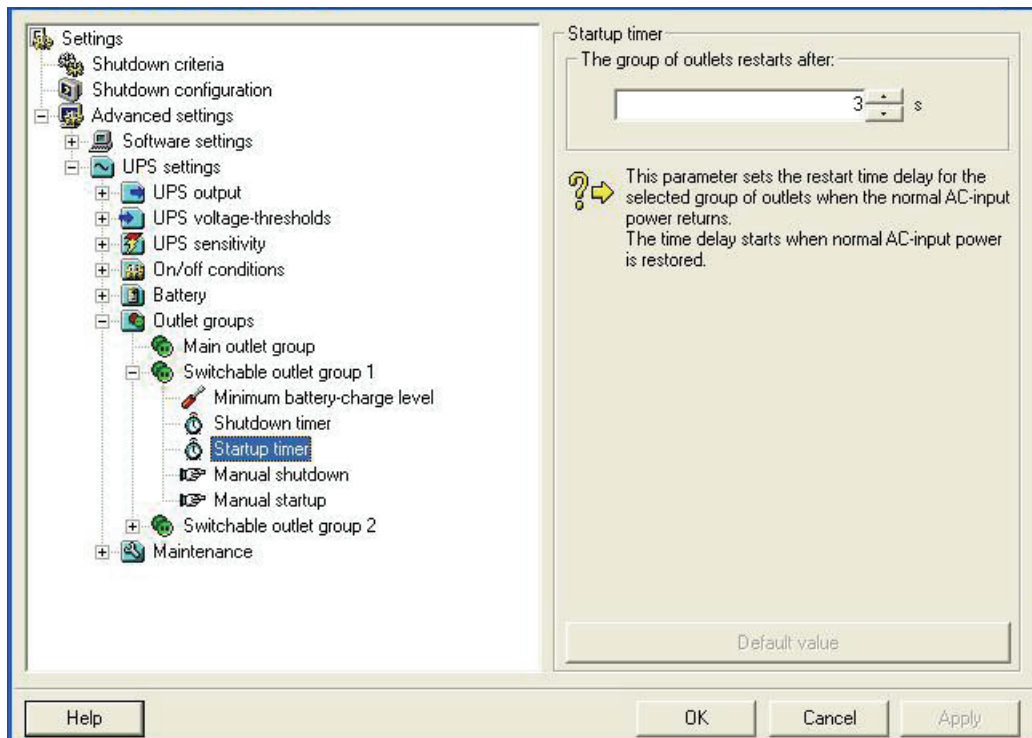 Settings
Shutdown criteria
Shutdown configuration
Advanced settings
Software settings
UPS settings
UPS output
UPS voltage-thresholds
UPS sensitivity
On/off conditions
Battery
Outlet groups
Main outlet group
Switchable outlet group 1
Minimum battery-charge level
Shutdown timer
Startup timer
Manual shutdown
Manual startup
Switchable outlet group 2
Maintenance
Startup timer
The group of outlets restarts after:
3 s
This parameter sets the restart time delay for the
selected group of outlets when the normal AC-input
power returns.
The time delay starts when normal AC-input power
is restored.
Default value
Help
OK
Cancel
Apply